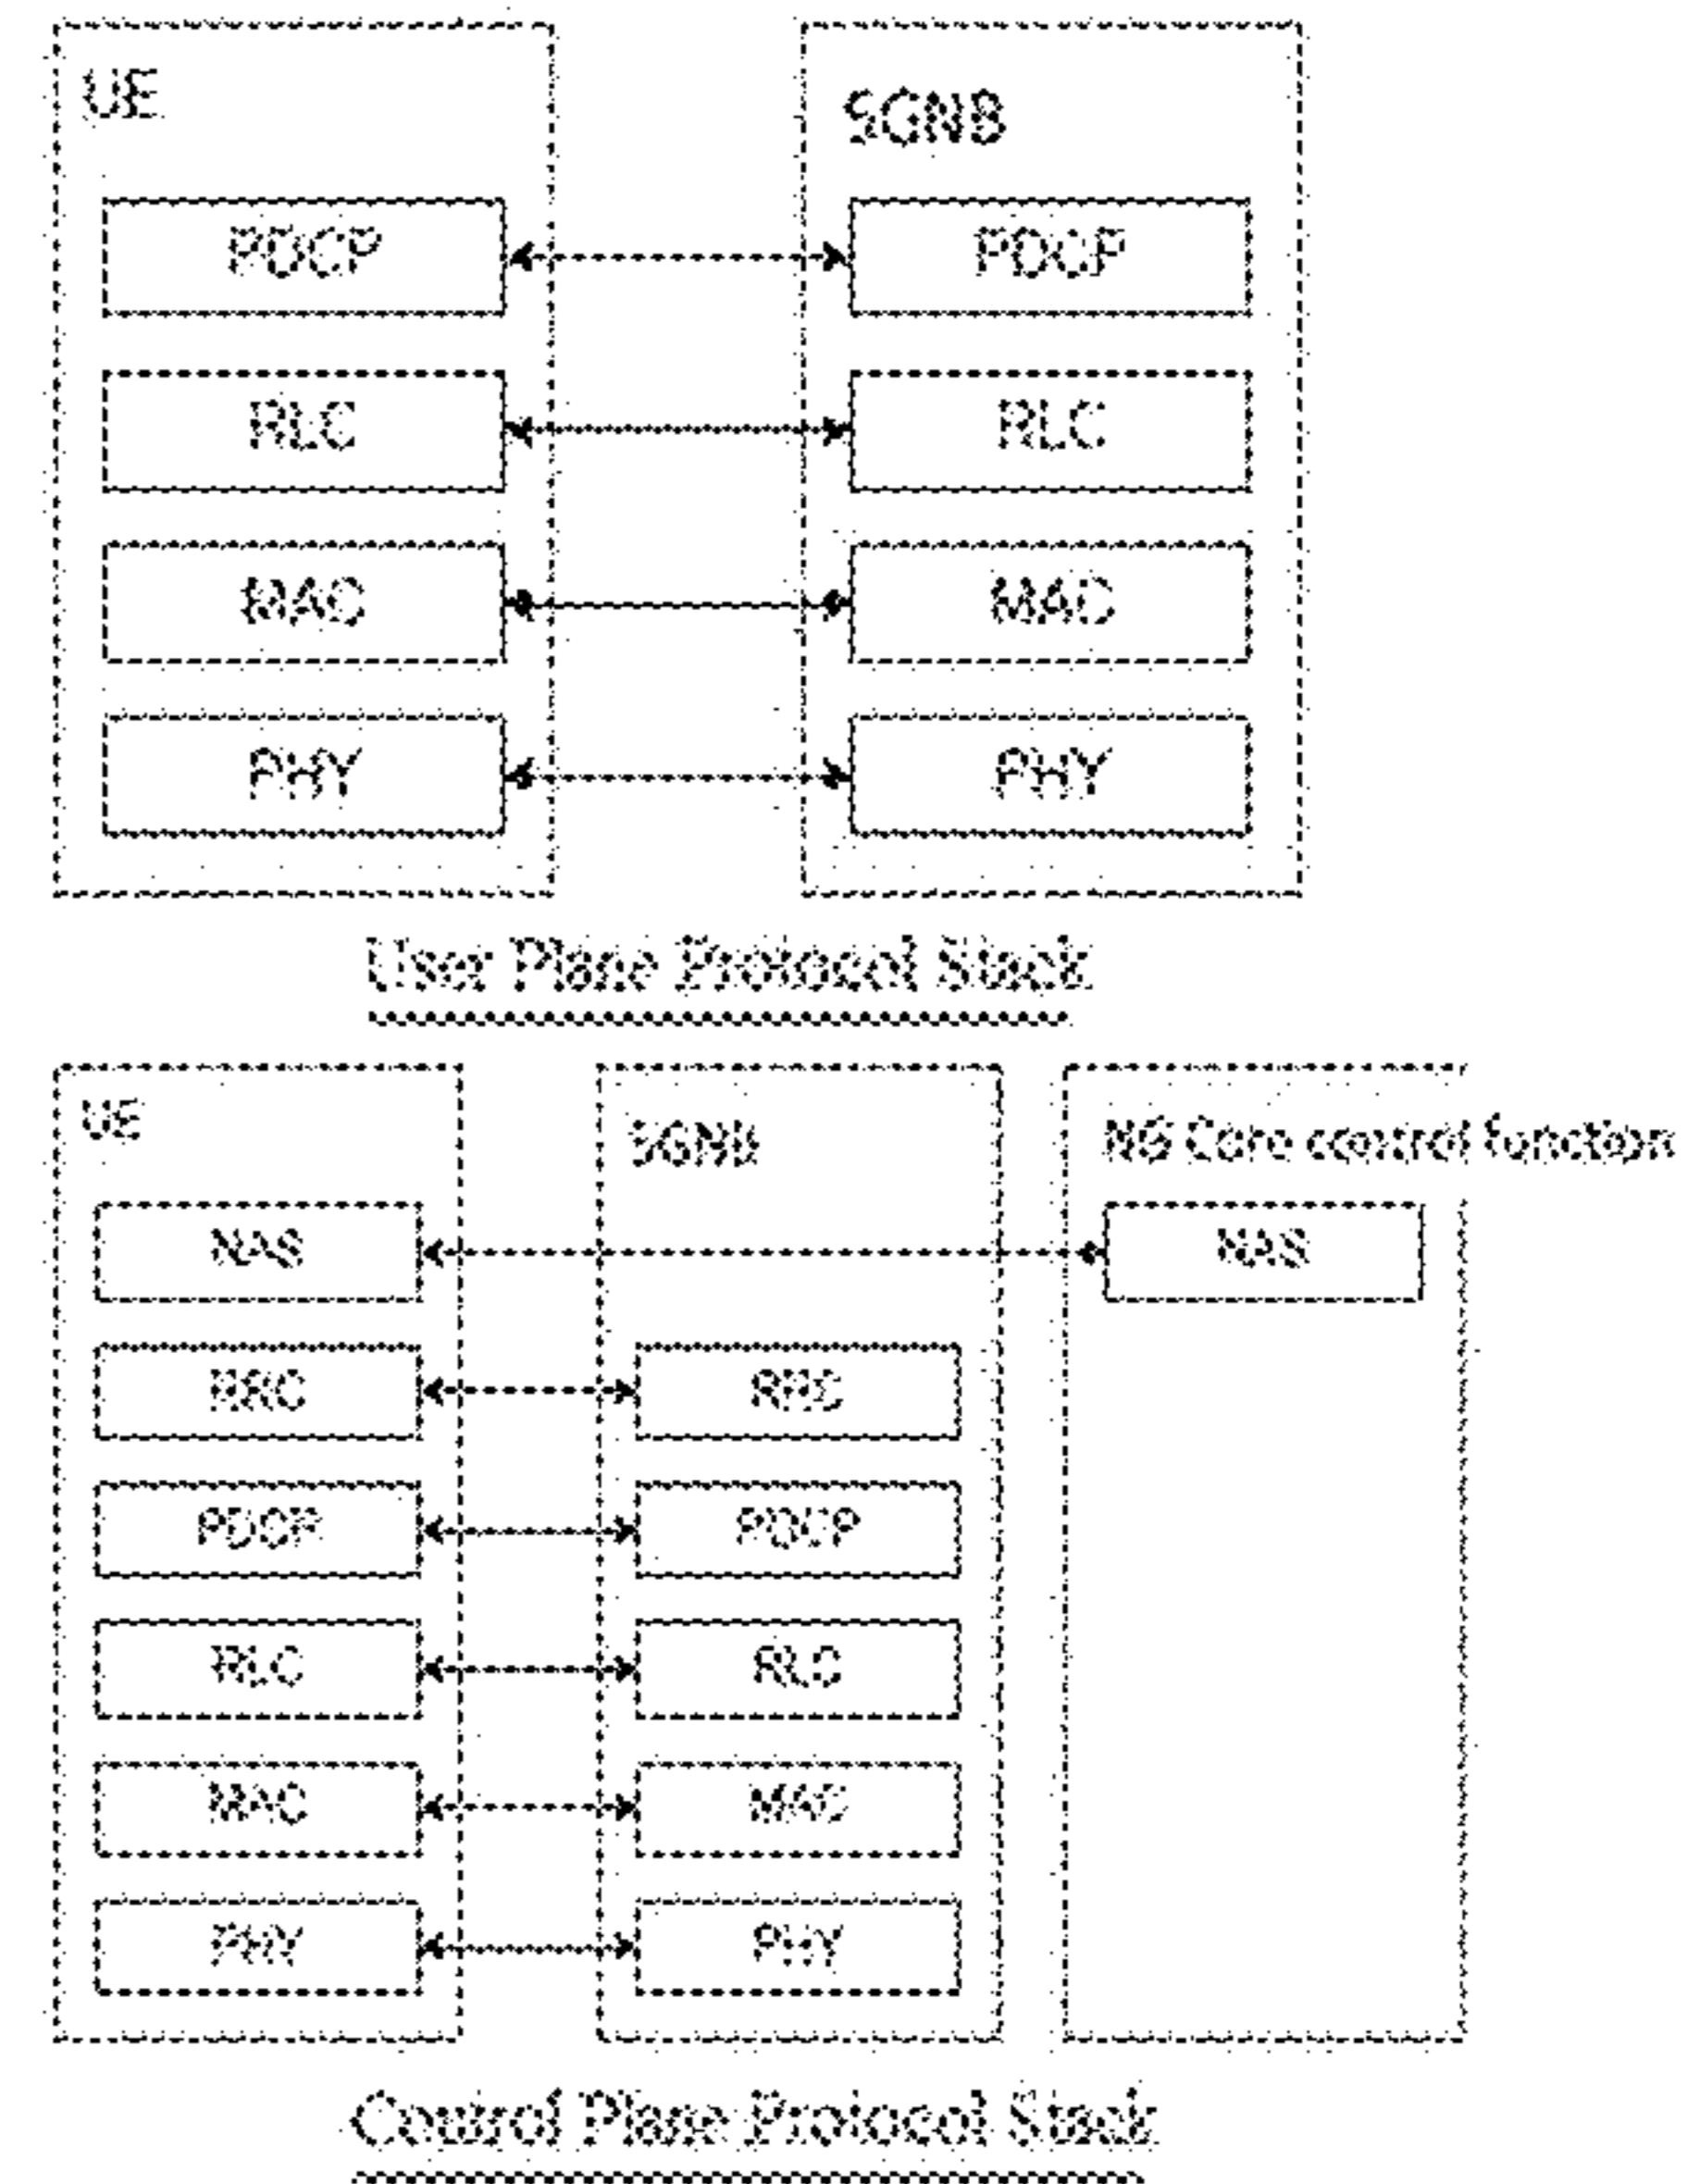 UE
5GNB
PDCP
PDCP
RLC
RLC
MAC
MAC
PHY
PHY
User Plane Protocol Stack
UE
5GNB
NG Core control function
NAS
NAS
RRC
RRC
PDCP
PDCP
RLC
RLC
MAC
MAC
PHY
PHY
Control Plane Protocol Stack